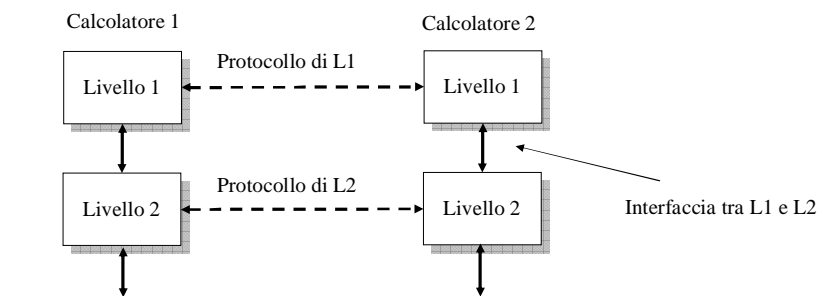 Calcolatore 1
Calcolatore 2
Protocollo di L1
Livello 1
Livello 1
Protocollo di L2
Livello 2
Livello 2
Interfaccia tra L1 e L2